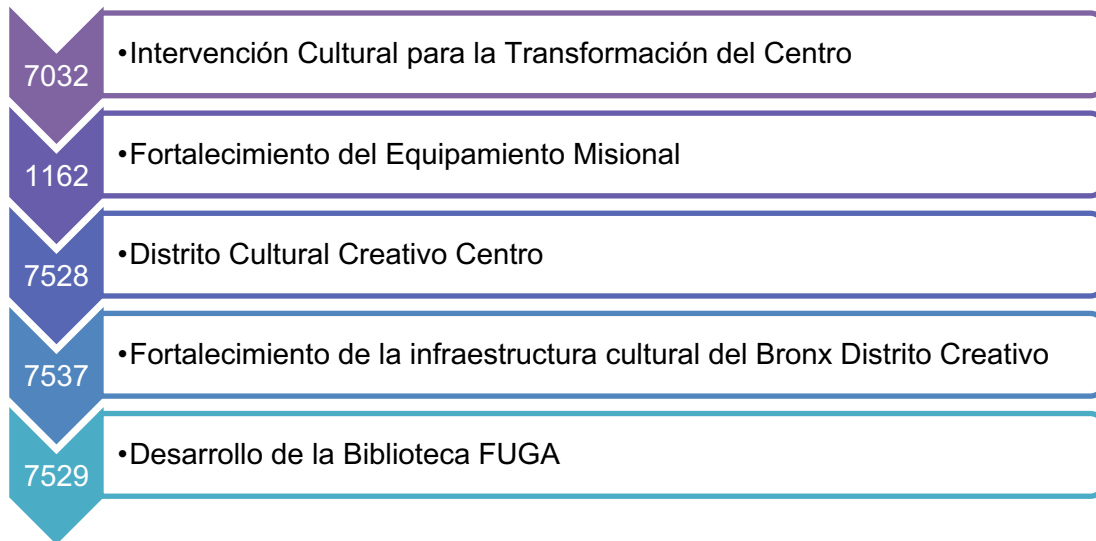 7032
•Intervención Cultural para la Transformación del Centro
1162
•Fortalecimiento del Equipamiento Misional
7528
•Distrito Cultural Creativo Centro
7537
•Fortalecimiento de la infraestructura cultural del Bronx Distrito Creativo
7529
•Desarrollo de la Biblioteca FUGA